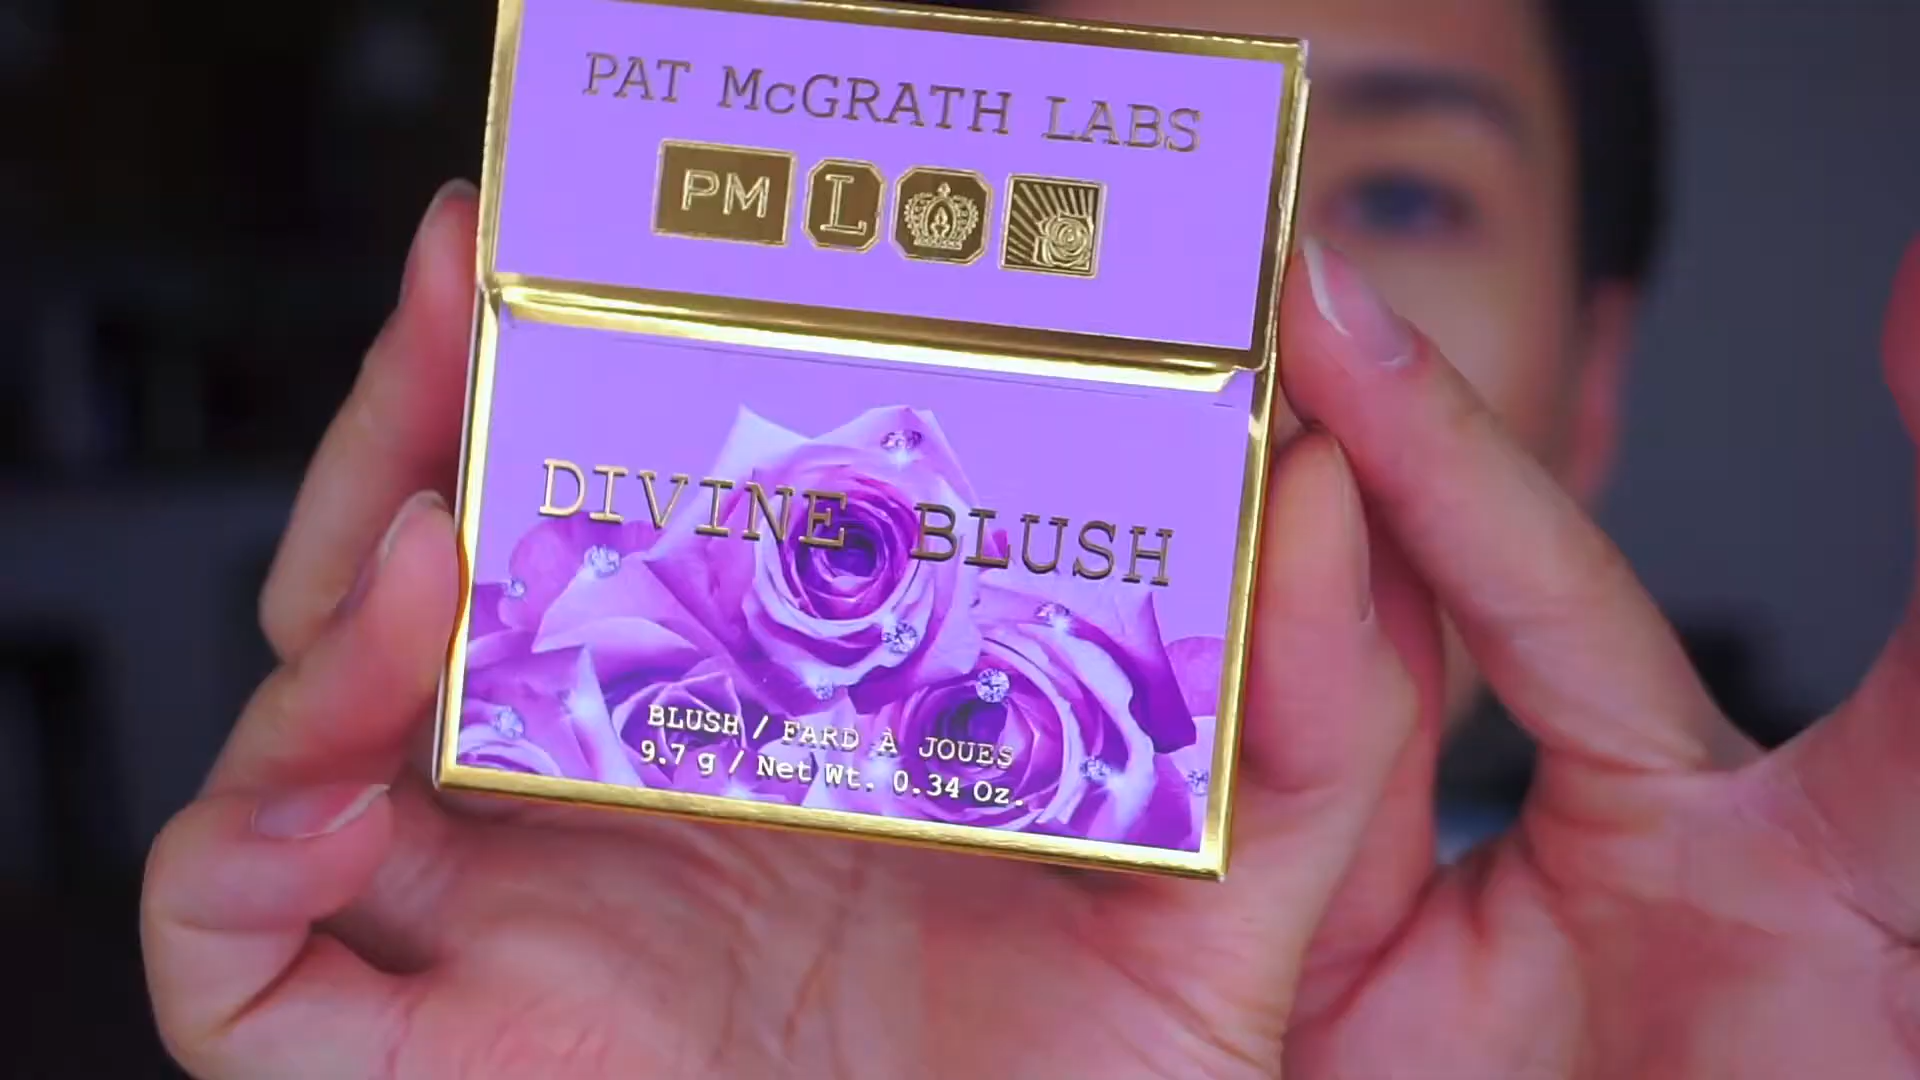 PAT McGRATH LABS
PM L
DIVINE BLUSH
BLUSH / FARD À JOUES
9.7 g / Net Wt. 0.34 Oz.